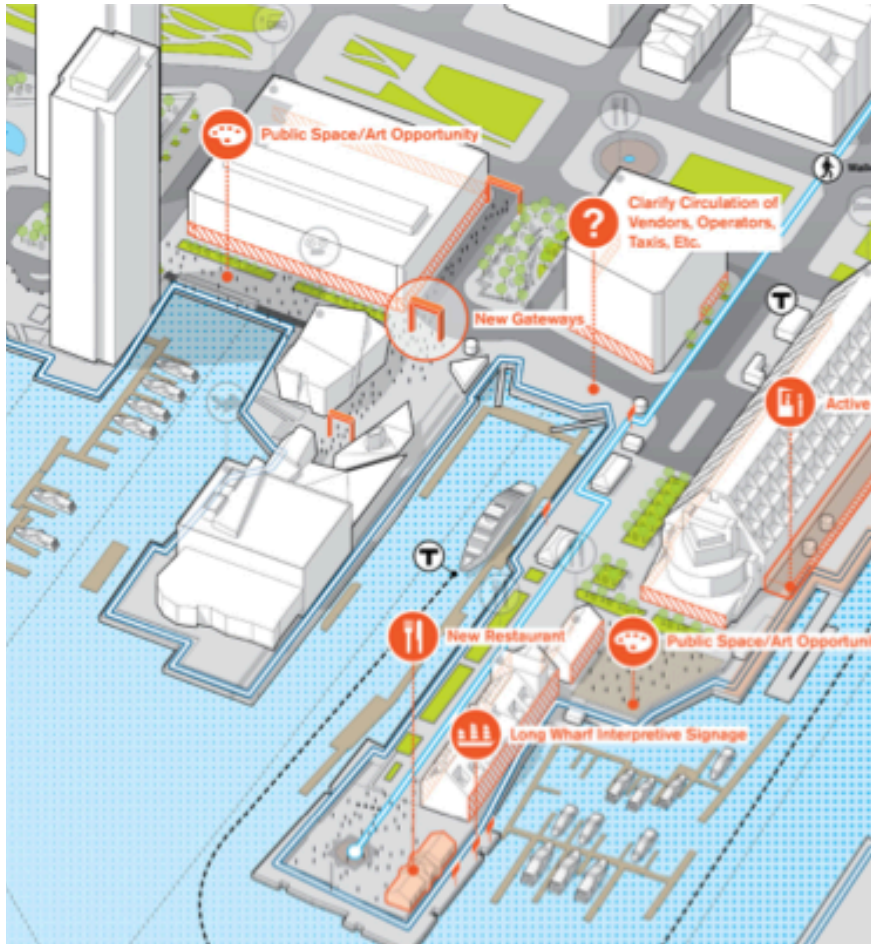 Public Space/Art Opportunity
Walk
Clarify Circulation of
Vendors, Operators,
Taxis, Etc.
?
T
New Gateways
Active
T
New Restaurant
Public Space/Art Opportuni
Long Wharf Interpretive Signage